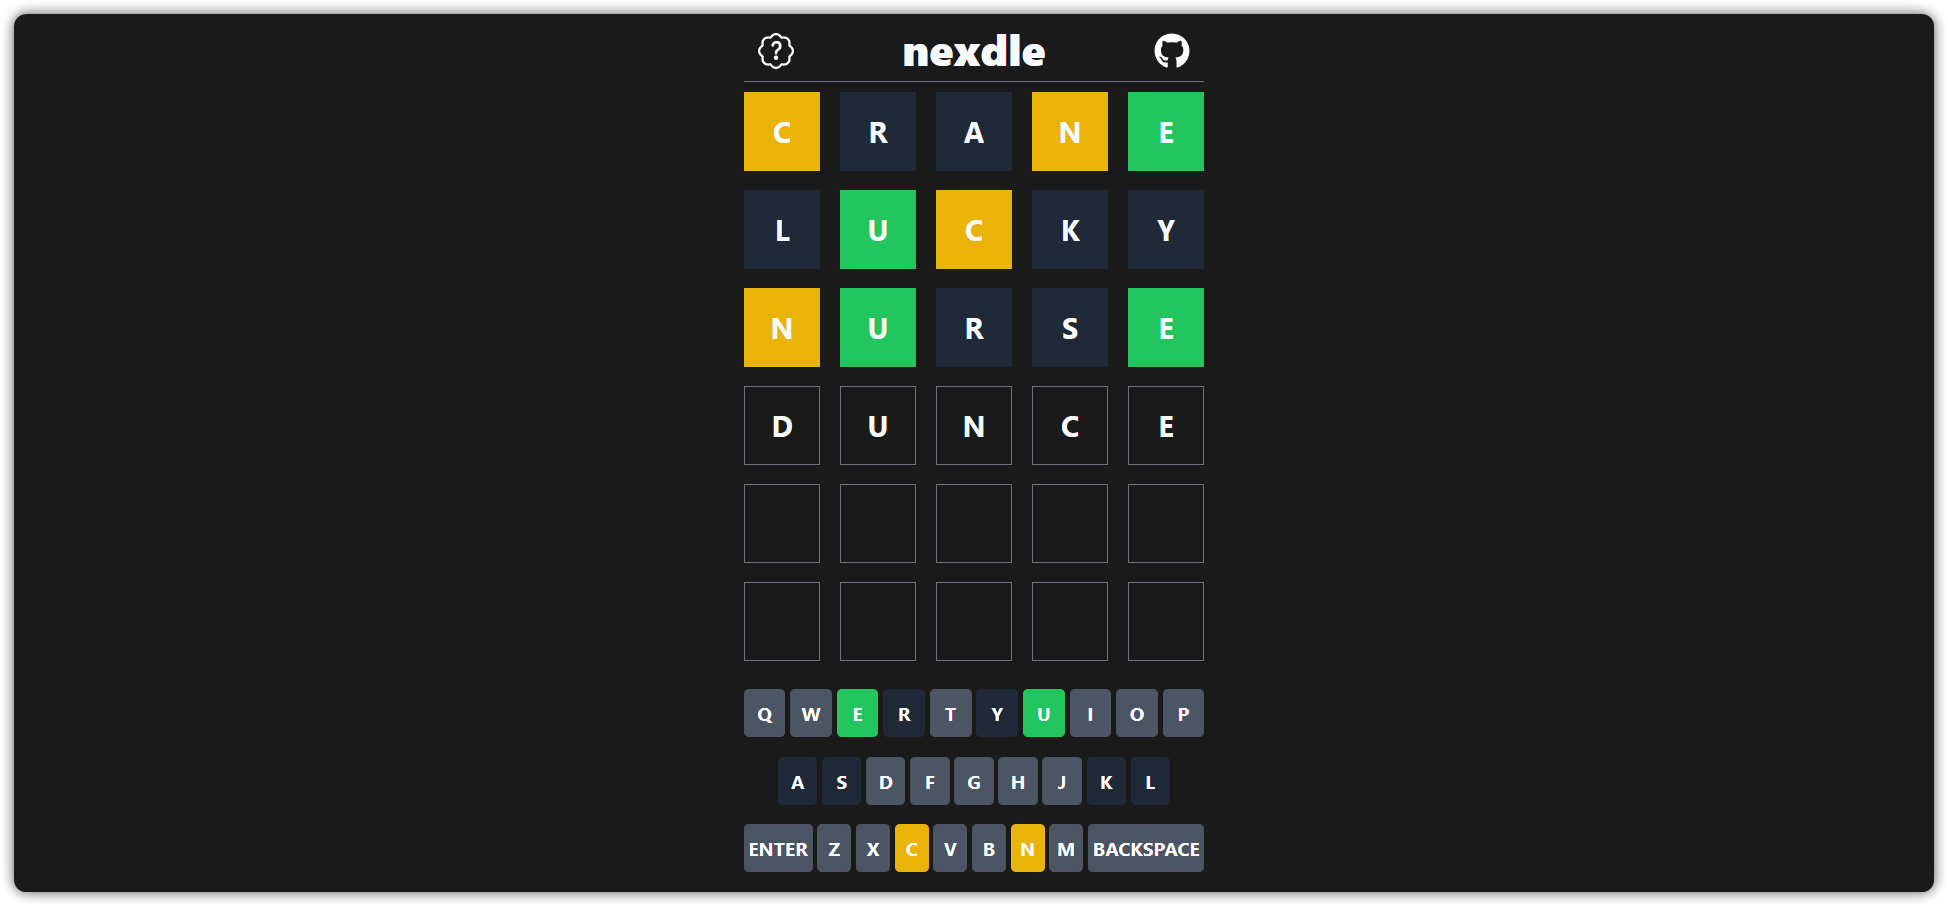 ? nexdle
C R A N E
L U C K Y
N U R S E
D U N C E
Q W E R T Y U I O P
A S D F G H J K L
ENTER Z X C V B N M BACKSPACE